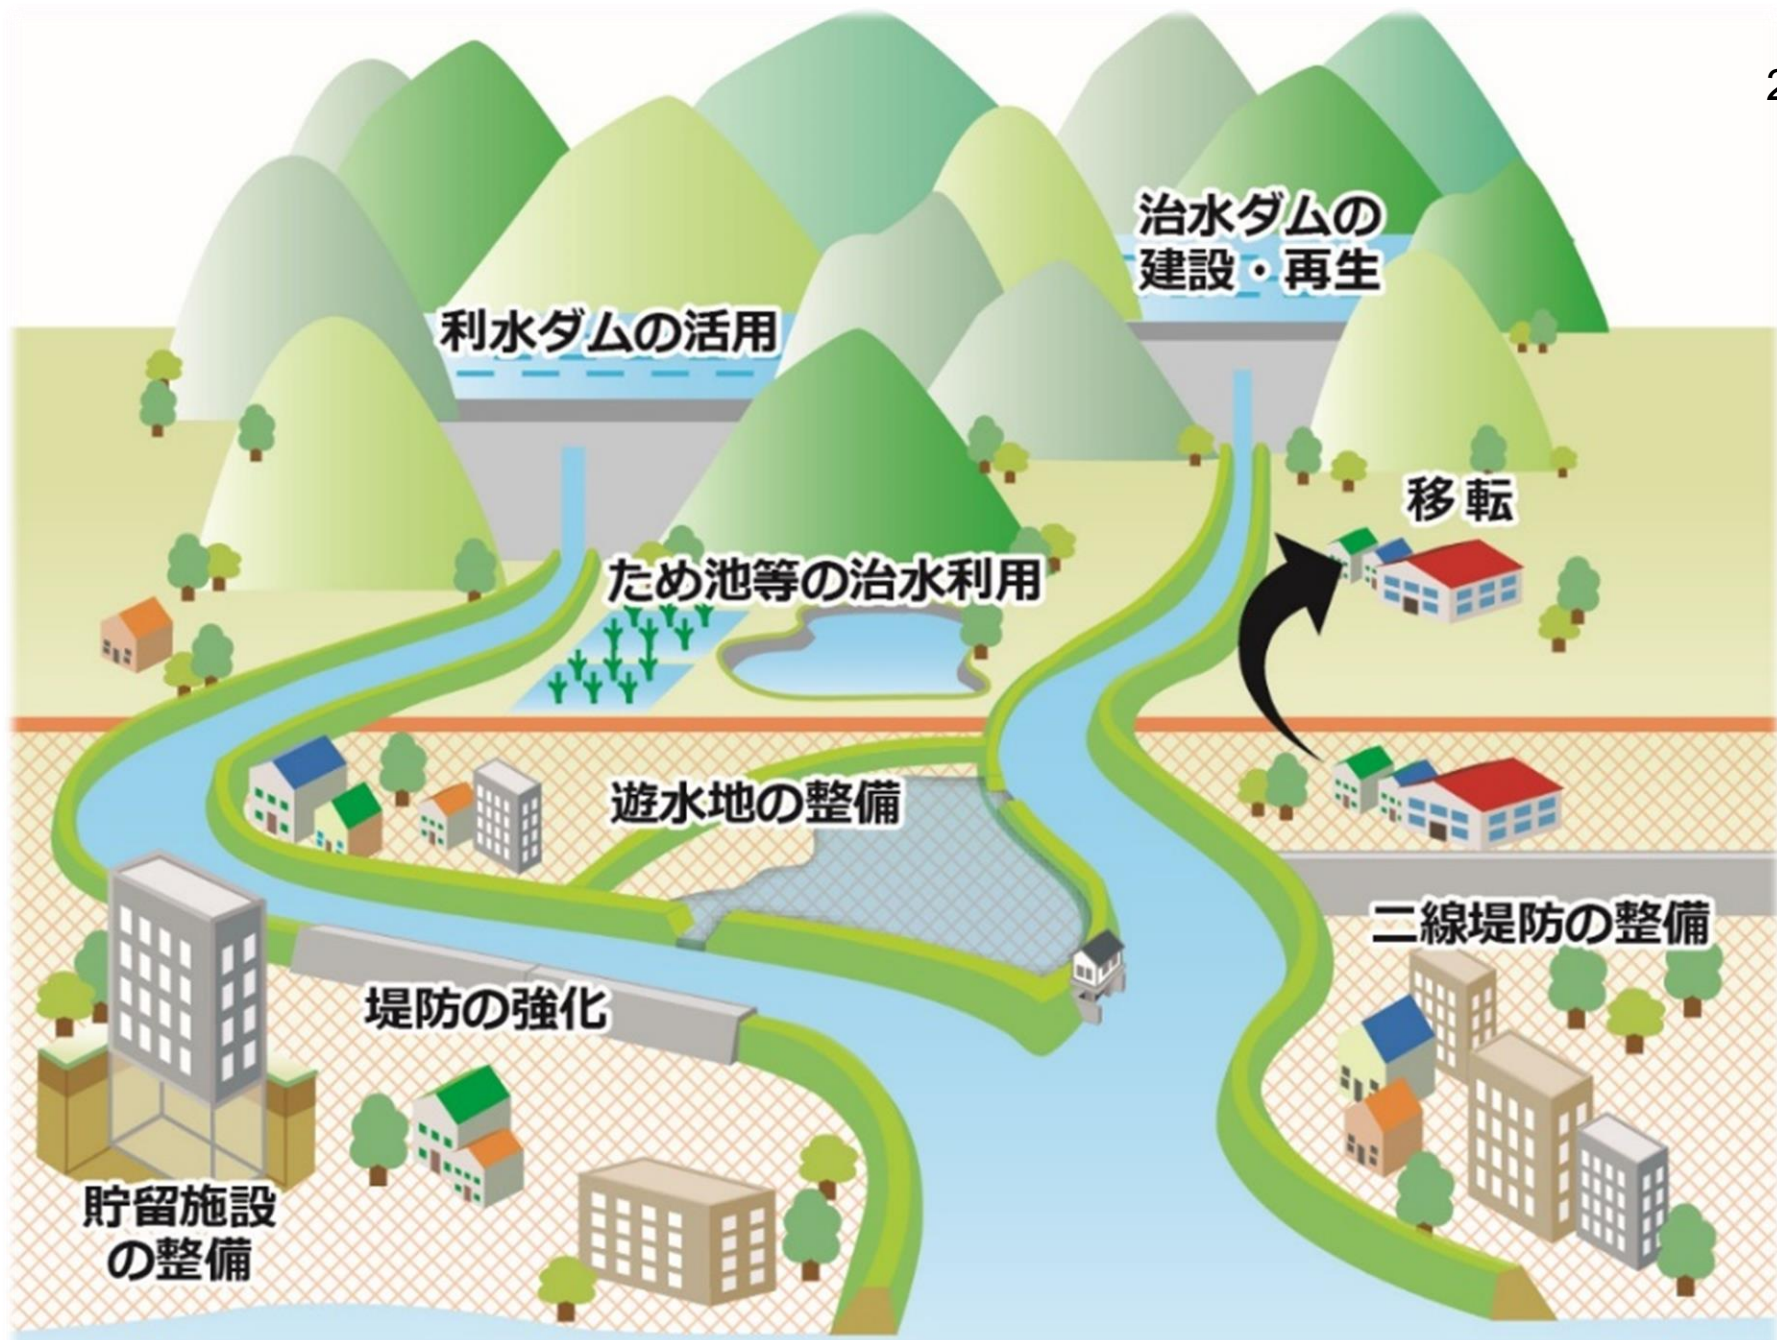 2
治水ダムの
建設・再生
利水ダムの活用
移転
ため池等の治水利用
遊水地の整備
二線堤防の整備
堤防の強化
貯留施設
の整備